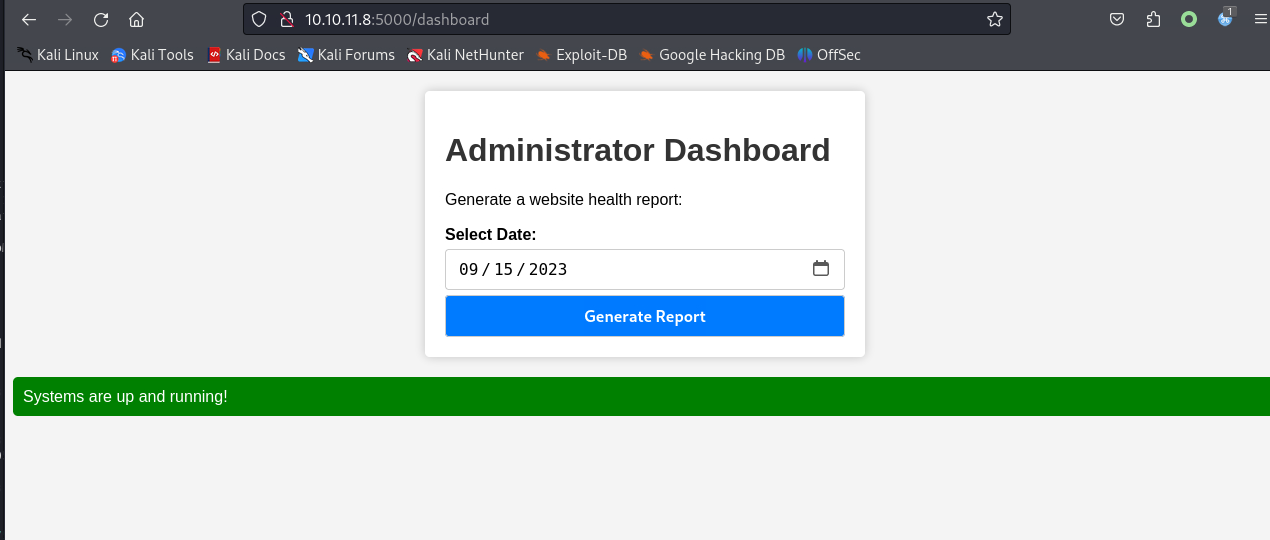 10.10.11.8:5000/dashboard
1
Kali Linux Kali Tools Kali Docs Kali Forums Kali NetHunter Exploit-DB Google Hacking DB OffSec
Administrator Dashboard
Generate a website health report:
Select Date:
09/15/2023
Generate Report
Systems are up and running!